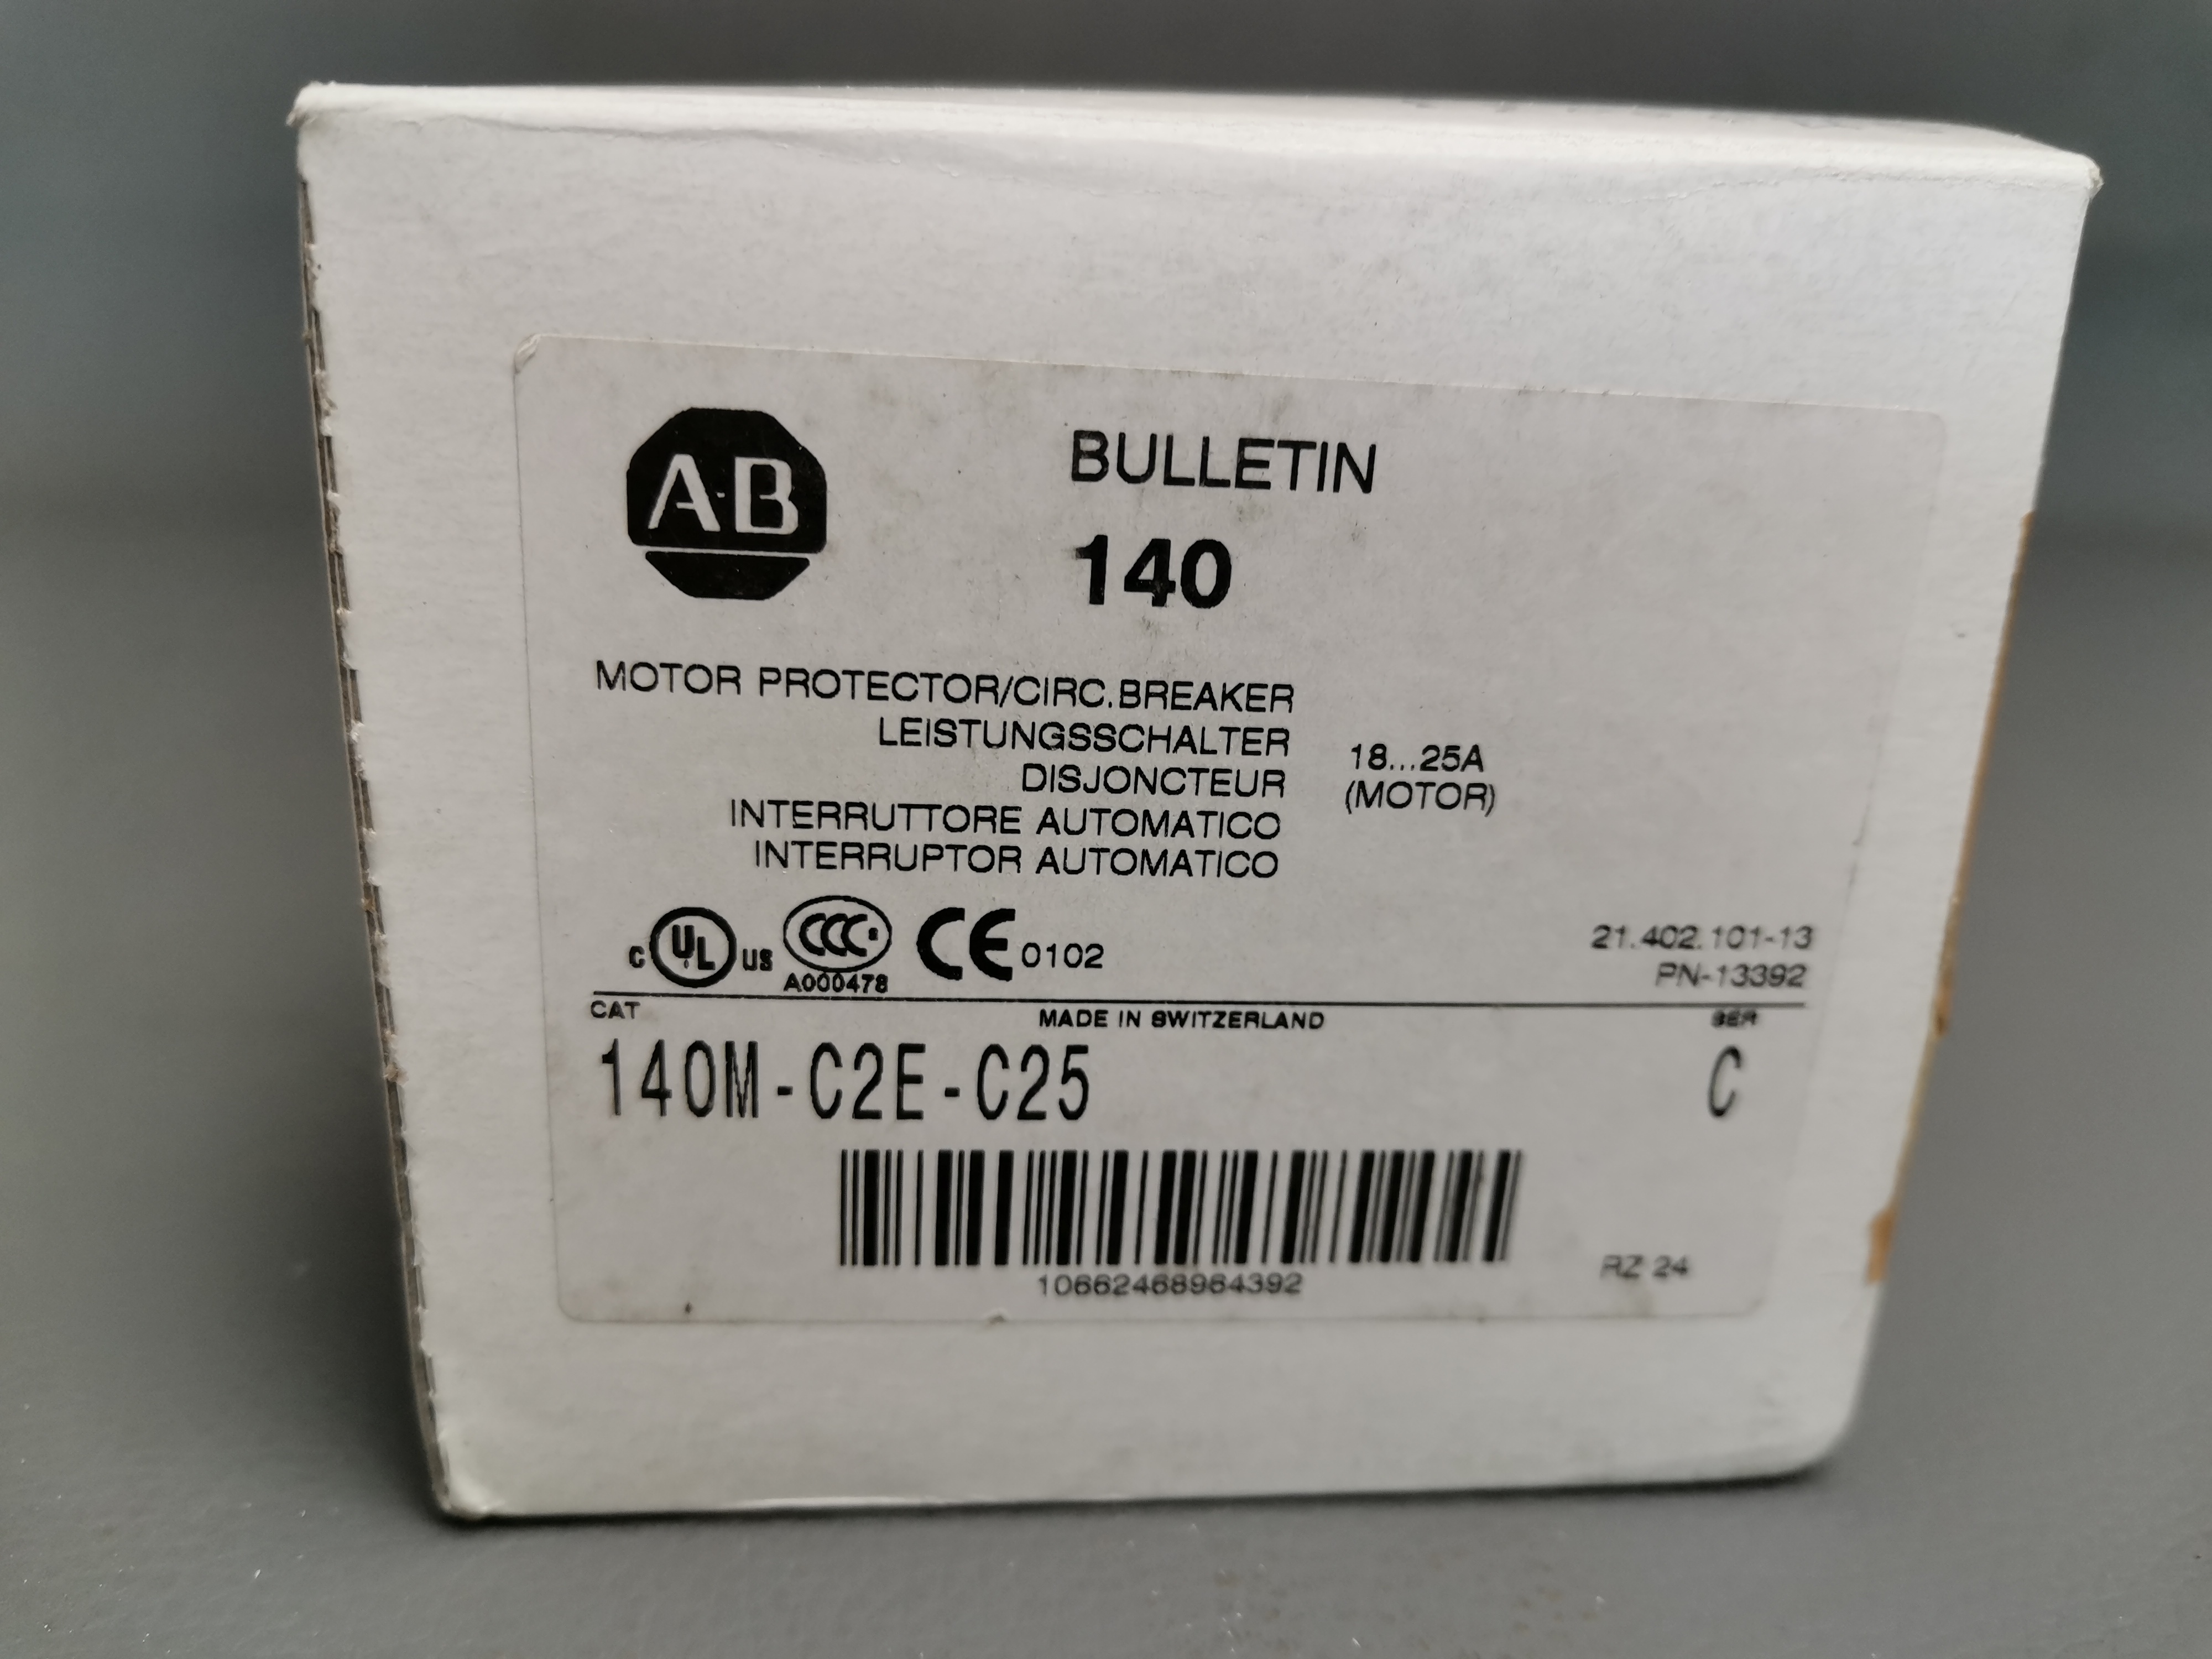 A-B
BULLETIN
140
MOTOR PROTECTOR/CIRC.BREAKER
LEISTUNGSSCHALTER
DISJONCTEUR
INTERRUTTORE AUTOMATICO
INTERRUPTOR AUTOMATICO
18...25A
(MOTOR)
C UL US
CCC
A000478
CE 0102
21.402.101-13
PN-13392
CAT
MADE IN SWITZERLAND
SER
140M-C2E-C25
C
10662468964392
RZ 24